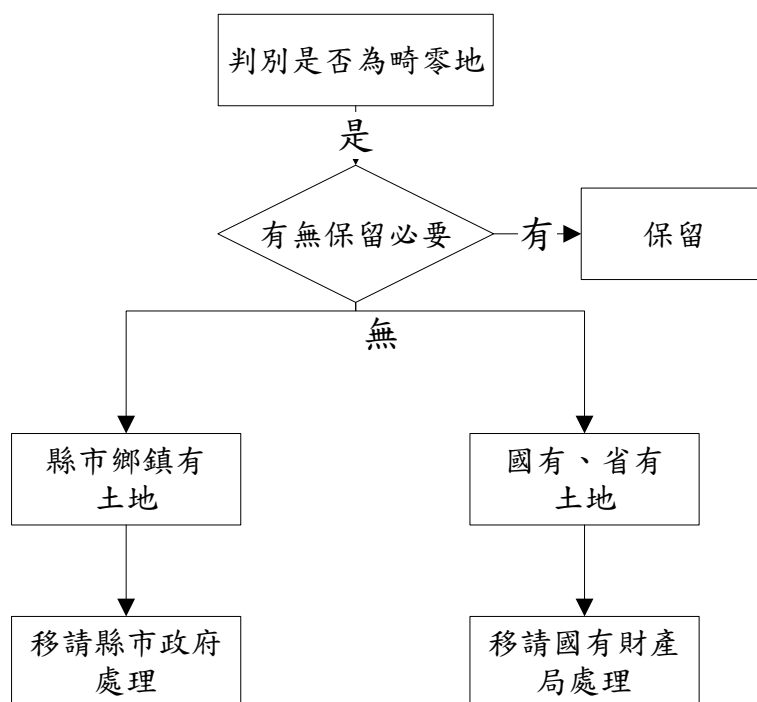 判別是否為畸零地
是
有無保留必要
有
保留
無
縣市鄉鎮有
土地
國有、省有
土地
移請縣市政府
處理
移請國有財產
局處理